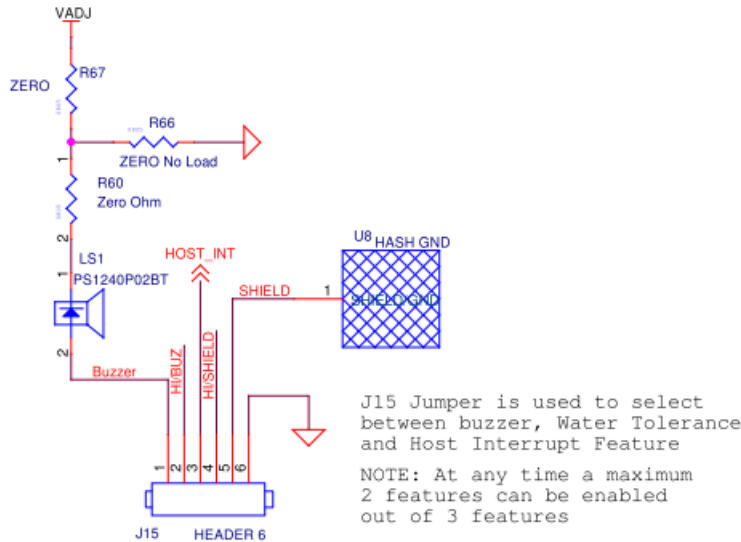 VADJ
R67
ZERO
R66
ZERO No Load
1
R60
Zero Ohm
2
LS1
1
PS1240P02BT
2
Buzzer
HOST_INT
HI/BUZ
HI/SHIELD
SHIELD
1
U8
HASH GND
SHIELD/GND
1
2
3
4
5
6
J15
HEADER 6
J15 Jumper is used to select
between buzzer, Water Tolerance
and Host Interrupt Feature
NOTE: At any time a maximum
2 features can be enabled
out of 3 features